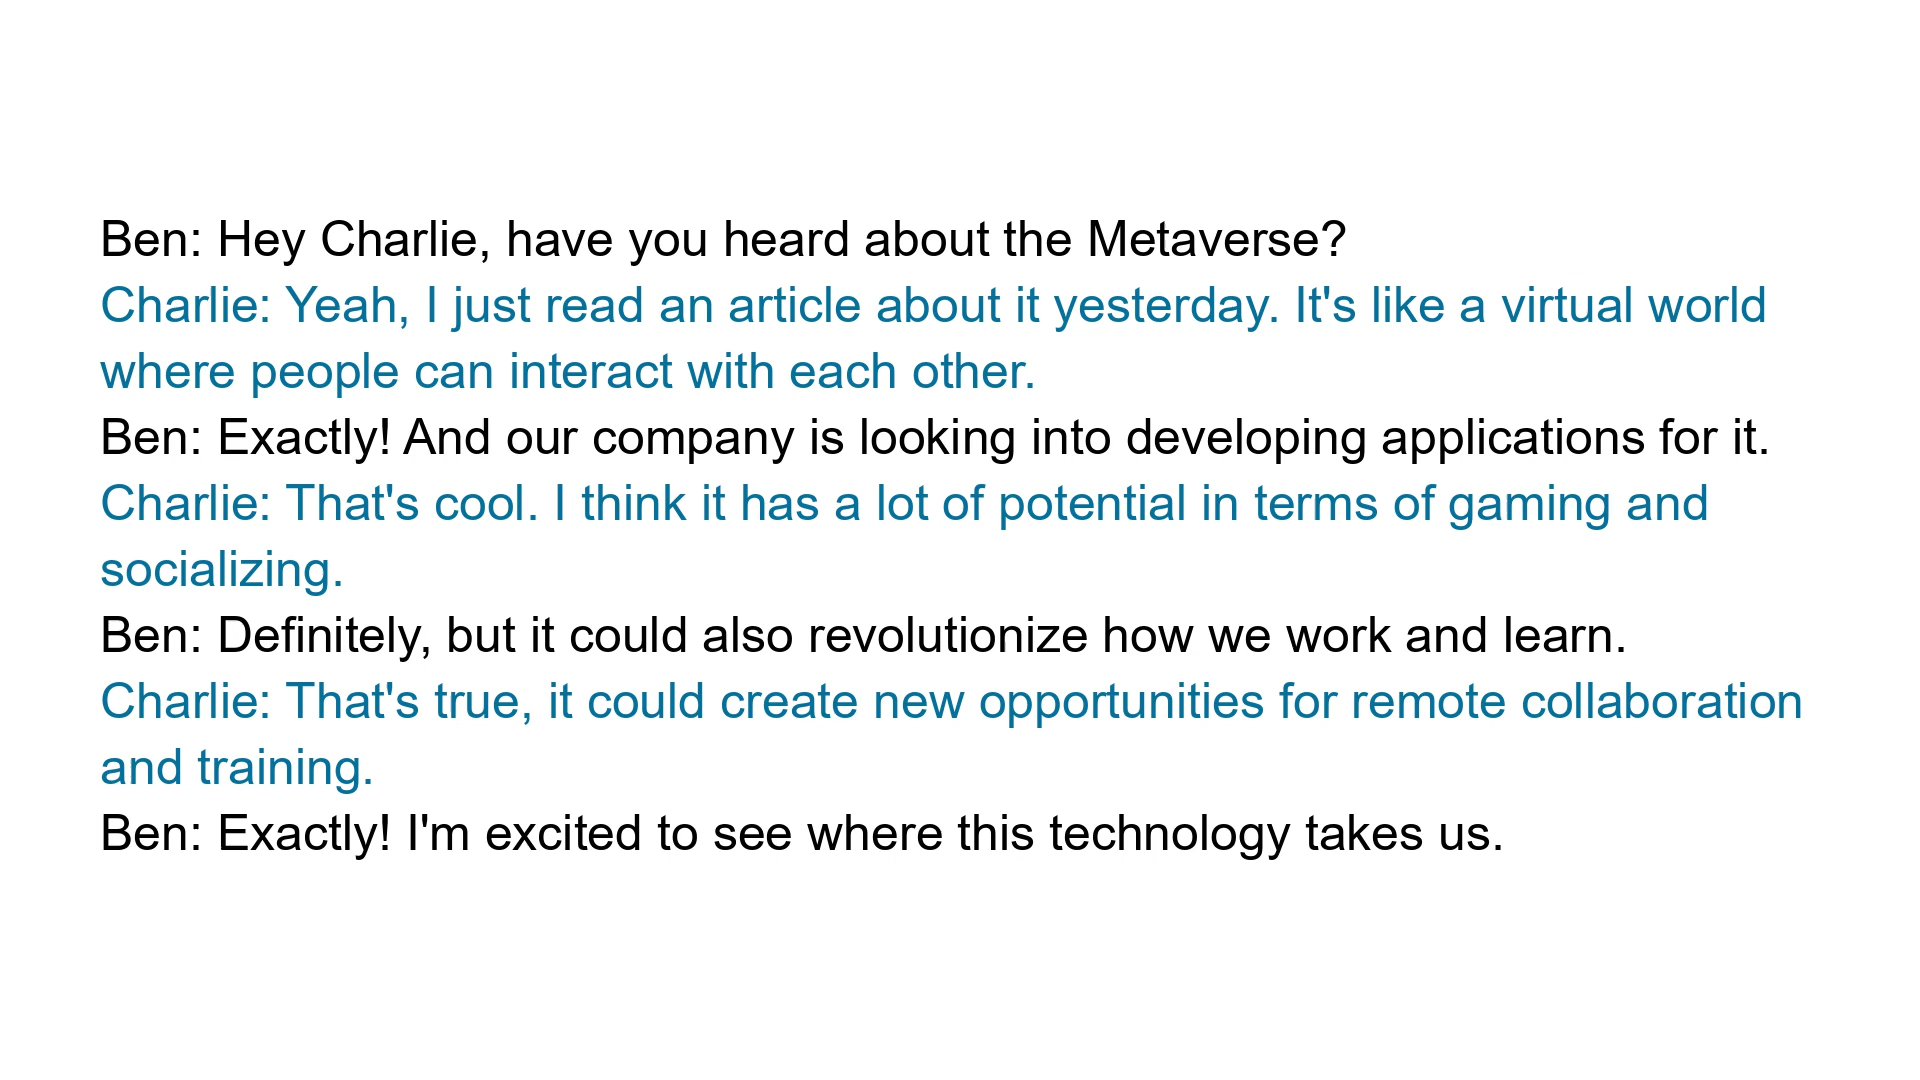 Ben: Hey Charlie, have you heard about the Metaverse?
Charlie: Yeah, I just read an article about it yesterday. It's like a virtual world
where people can interact with each other.
Ben: Exactly! And our company is looking into developing applications for it.
Charlie: That's cool. I think it has a lot of potential in terms of gaming and
socializing.
Ben: Definitely, but it could also revolutionize how we work and learn.
Charlie: That's true, it could create new opportunities for remote collaboration
and training.
Ben: Exactly! I'm excited to see where this technology takes us.